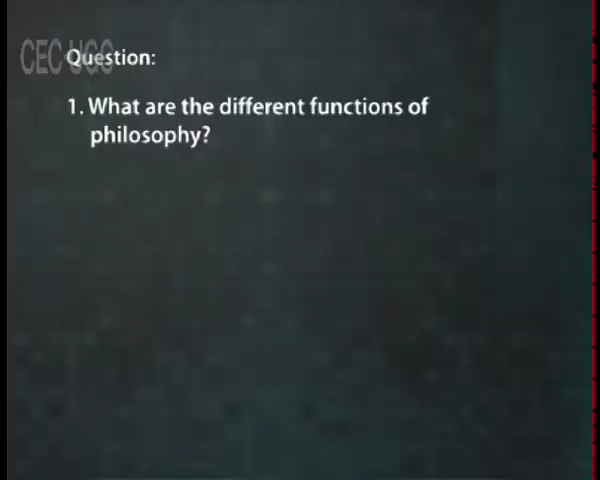 CEC UGC
Question:
1. What are the different functions of
philosophy?